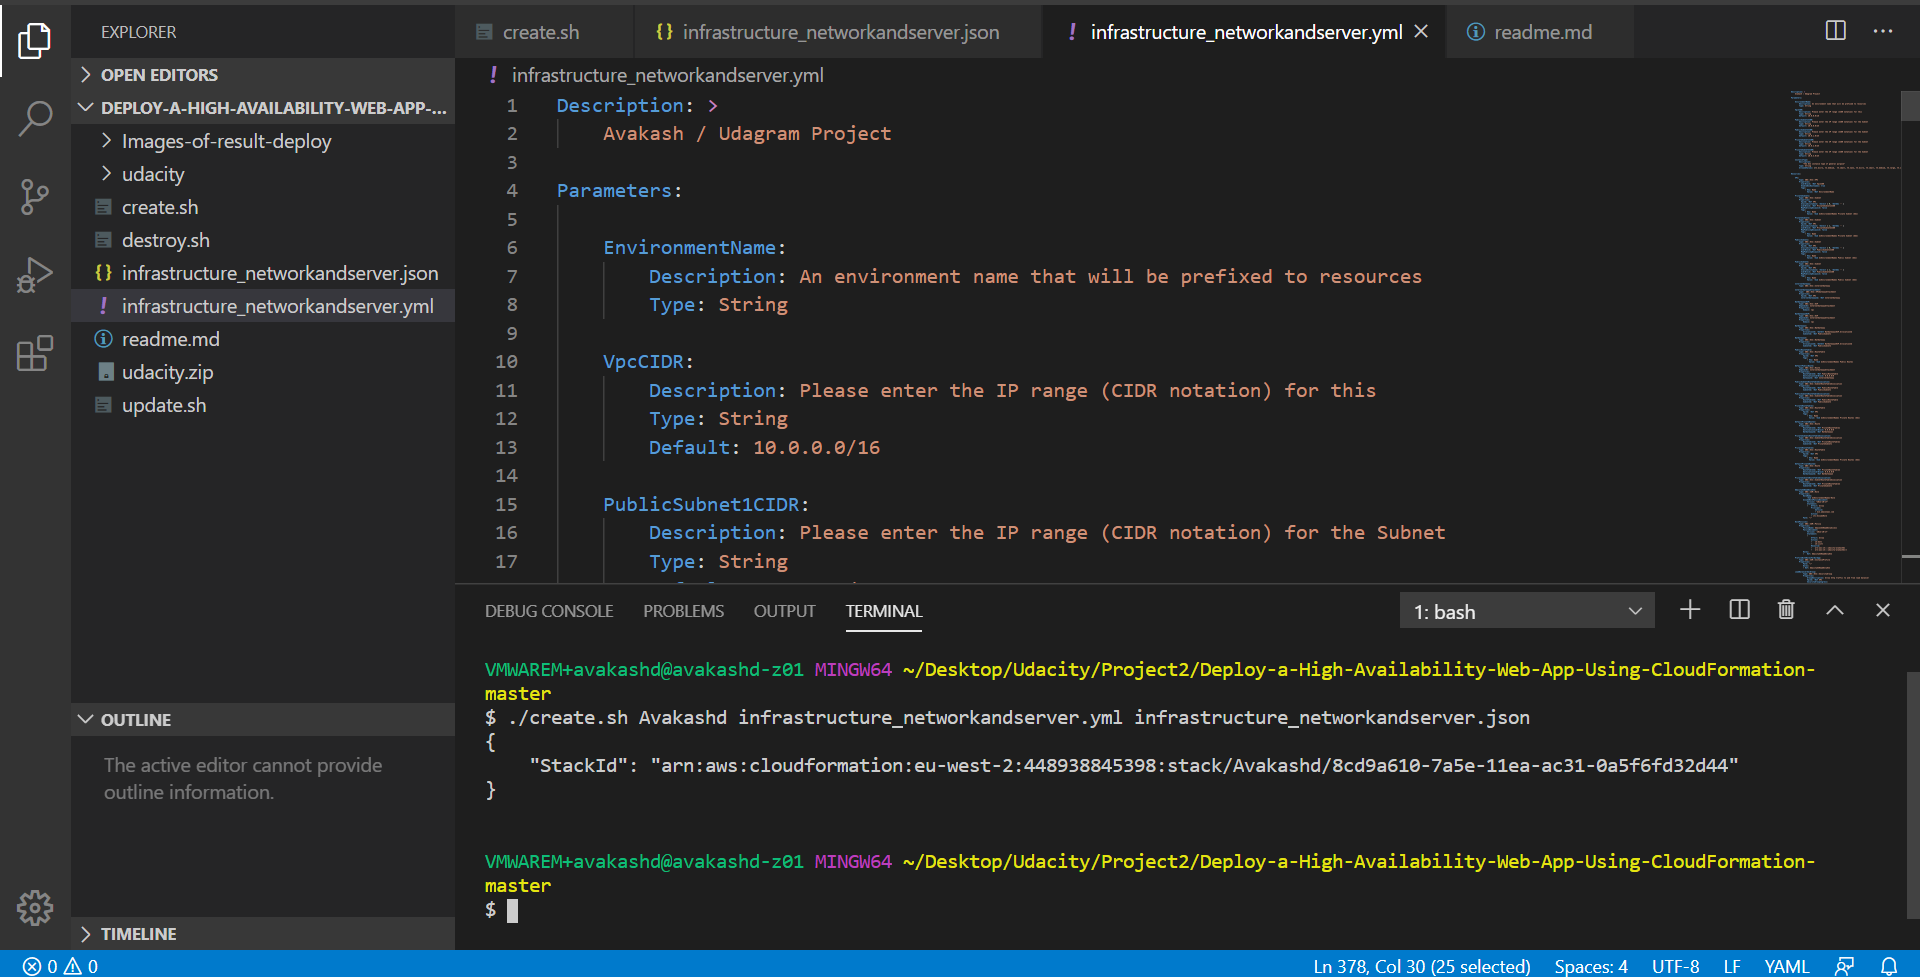 EXPLORER
OPEN EDITORS
DEPLOY-A-HIGH-AVAILABILITY-WEB-APP-...
Images-of-result-deploy
udacity
create.sh
destroy.sh
{} infrastructure_networkandserver.json
! infrastructure_networkandserver.yml
readme.md
udacity.zip
update.sh
OUTLINE
The active editor cannot provide
outline information.
TIMELINE
create.sh {} infrastructure_networkandserver.json ! infrastructure_networkandserver.yml readme.md
! infrastructure_networkandserver.yml
1 Description: >
2 Avakash / Udagram Project
3
4 Parameters:
5
6 EnvironmentName:
7 Description: An environment name that will be prefixed to resources
8 Type: String
9
10 VpcCIDR:
11 Description: Please enter the IP range (CIDR notation) for this
12 Type: String
13 Default: 10.0.0.0/16
14
15 PublicSubnet1CIDR:
16 Description: Please enter the IP range (CIDR notation) for the Subnet
17 Type: String
DEBUG CONSOLE PROBLEMS OUTPUT TERMINAL 1: bash
VMWAREM+avakashd@avakashd-z01 MINGW64 ~/Desktop/Udacity/Project2/Deploy-a-High-Availability-Web-App-Using-CloudFormation-
master
$ ./create.sh Avakashd infrastructure_networkandserver.yml infrastructure_networkandserver.json
{
"StackId": "arn:aws:cloudformation:eu-west-2:448938845398:stack/Avakashd/8cd9a610-7a5e-11ea-ac31-0a5f6fd32d44"
}
VMWAREM+avakashd@avakashd-z01 MINGW64 ~/Desktop/Udacity/Project2/Deploy-a-High-Availability-Web-App-Using-CloudFormation-
master
$
0 0 Ln 378, Col 30 (25 selected) Spaces: 4 UTF-8 LF YAML